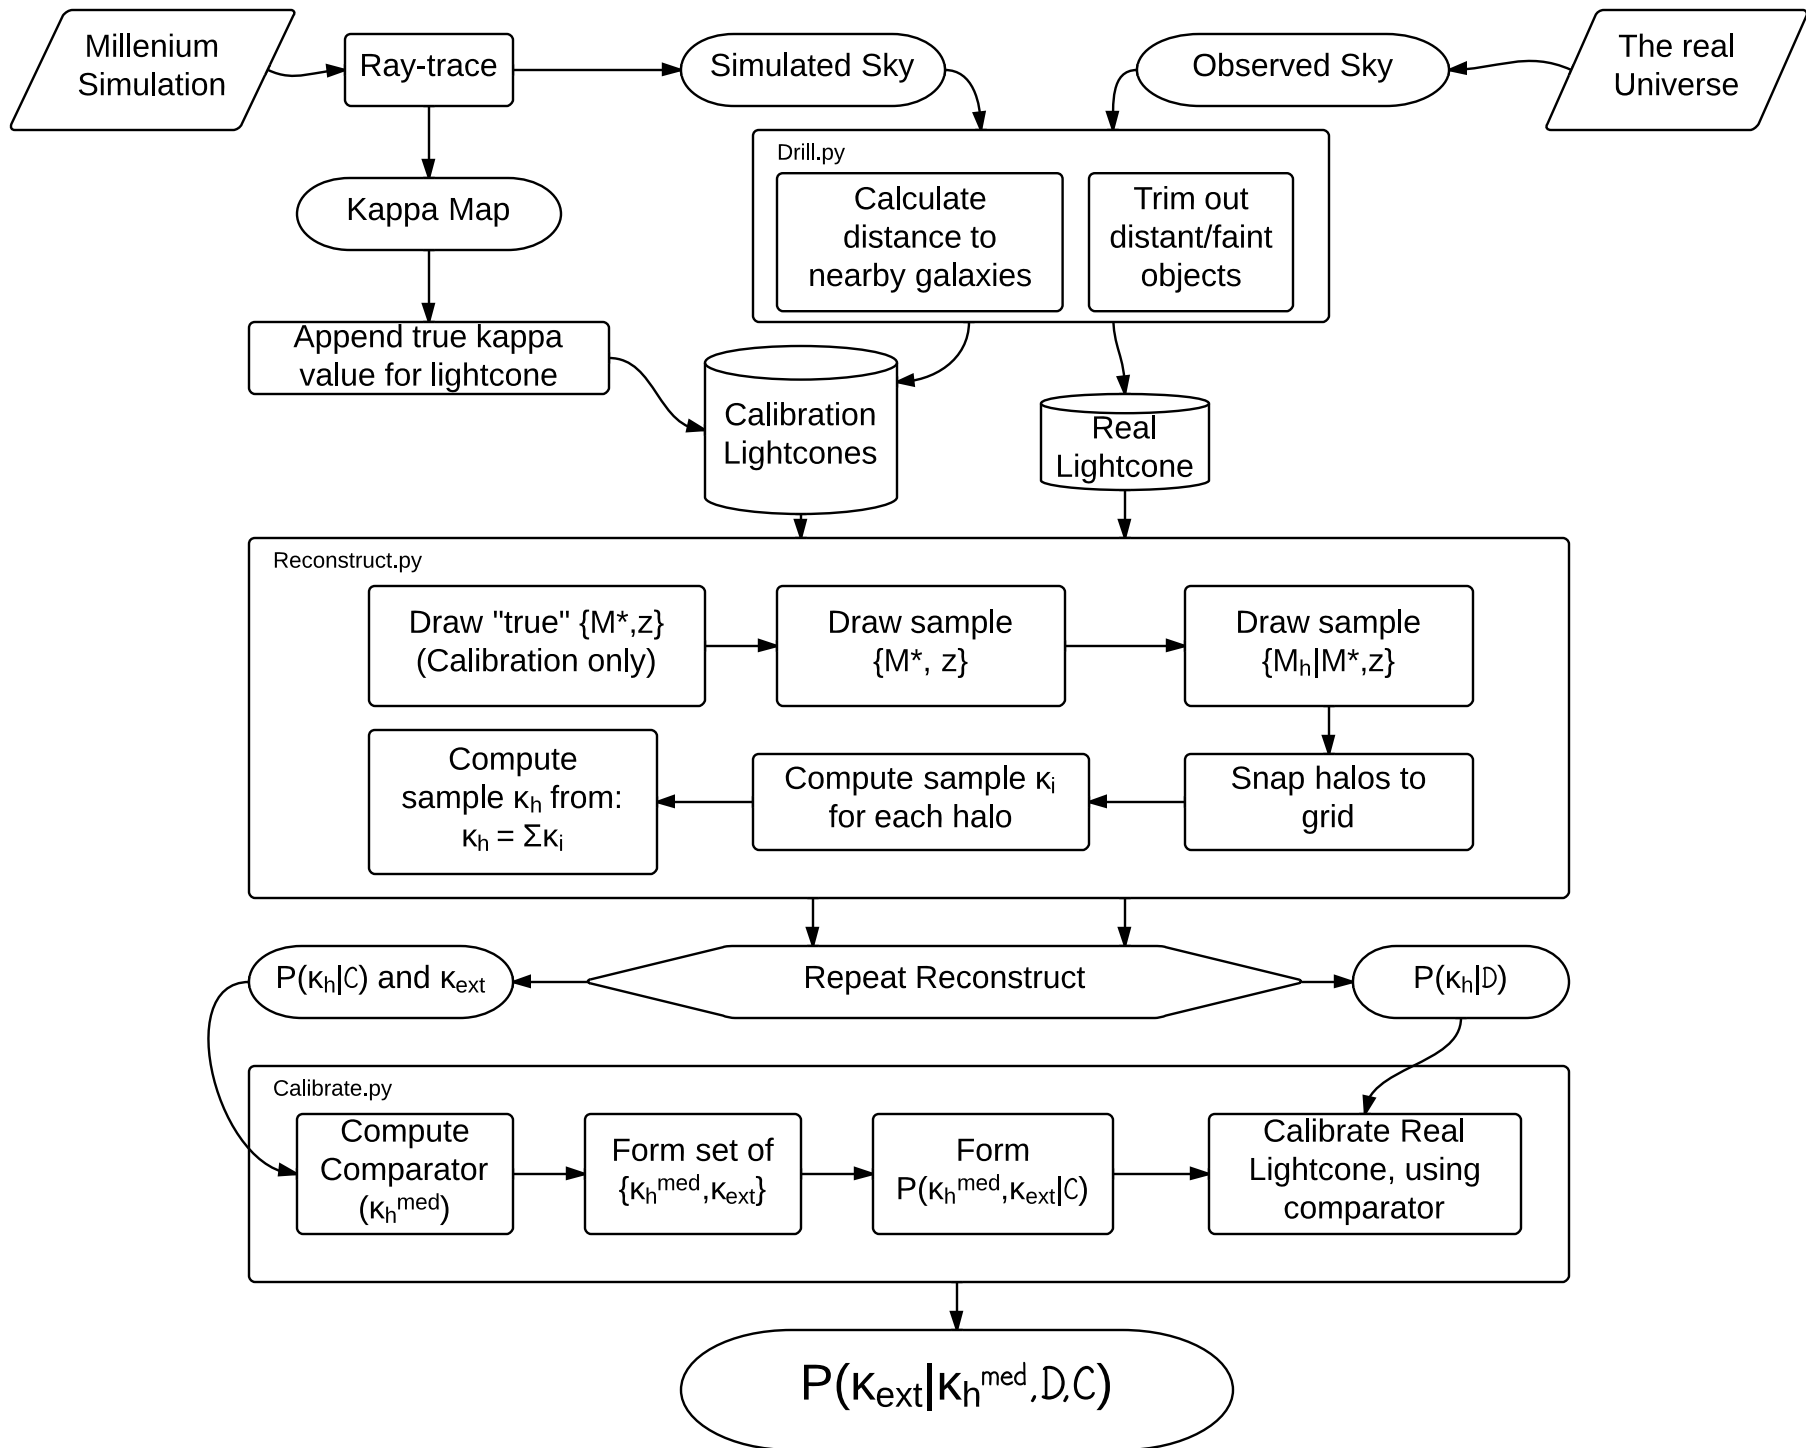 Millenium
Simulation
Ray-trace
Simulated Sky
Observed Sky
The real
Universe
Drill.py
Calculate
distance to
nearby galaxies
Trim out
distant/faint
objects
Kappa Map
Append true kappa
value for lightcone
Calibration
Lightcones
Real
Lightcone
Reconstruct.py
Draw "true" {M*,z}
(Calibration only)
Draw sample
{M*, z}
Draw sample
{Mₕ|M*,z}
Compute
sample κₕ from:
κₕ = Σκᵢ
Compute sample κᵢ
for each halo
Snap halos to
grid
P(κₕ|C) and κₑₓₜ
Repeat Reconstruct
P(κₕ|D)
Calibrate.py
Compute
Comparator
(κₕᵐᵉᵈ)
Form set of
{κₕᵐᵉᵈ,κₑₓₜ}
Form
P(κₕᵐᵉᵈ,κₑₓₜ|C)
Calibrate Real
Lightcone, using
comparator
P(κₑₓₜ|κₕᵐᵉᵈ,D,C)